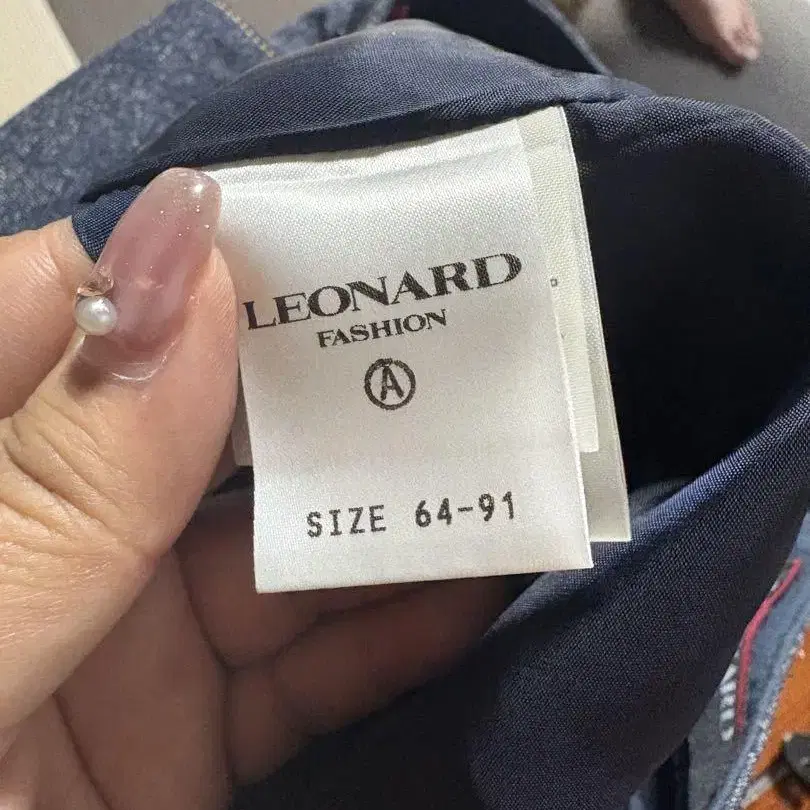 LEONARD
FASHION
Ⓐ
SIZE 64-91